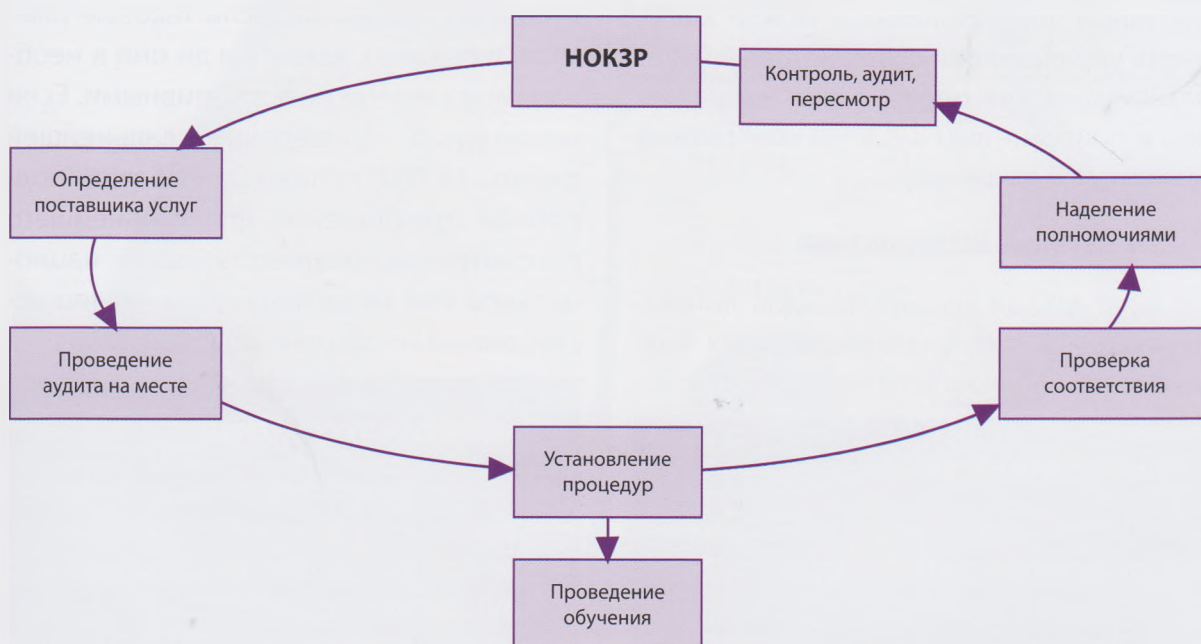 НОКЗР
Контроль, аудит,
пересмотр
Определение
поставщика услуг
Наделение
полномочиями
Проведение
аудита на месте
Проверка
соответствия
Установление
процедур
Проведение
обучения